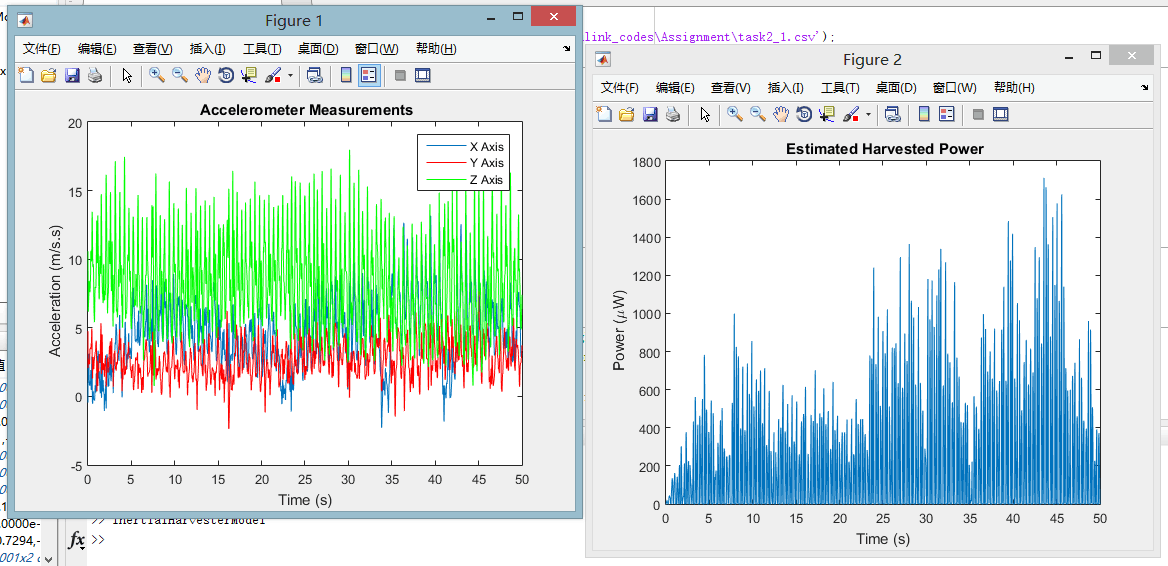 Figure 1
文件(F) 编辑(E) 查看(V) 插入(I) 工具(T) 桌面(D) 窗口(W) 帮助(H)
Accelerometer Measurements
X Axis
Y Axis
Z Axis
20
15
10
5
0
-5
Acceleration (m/s.s)
0 5 10 15 20 25 30 35 40 45 50
Time (s)
link_codes\Assignment\task2_1.csv');
Figure 2
文件(F) 编辑(E) 查看(V) 插入(I) 工具(T) 桌面(D) 窗口(W) 帮助(H)
Estimated Harvested Power
1800
1600
1400
1200
1000
800
600
400
200
0
Power (μW)
0 5 10 15 20 25 30 35 40 45 50
Time (s)
>> InertialHarvesterModel
fx >>
.0000e-
0.7294,-
001x2